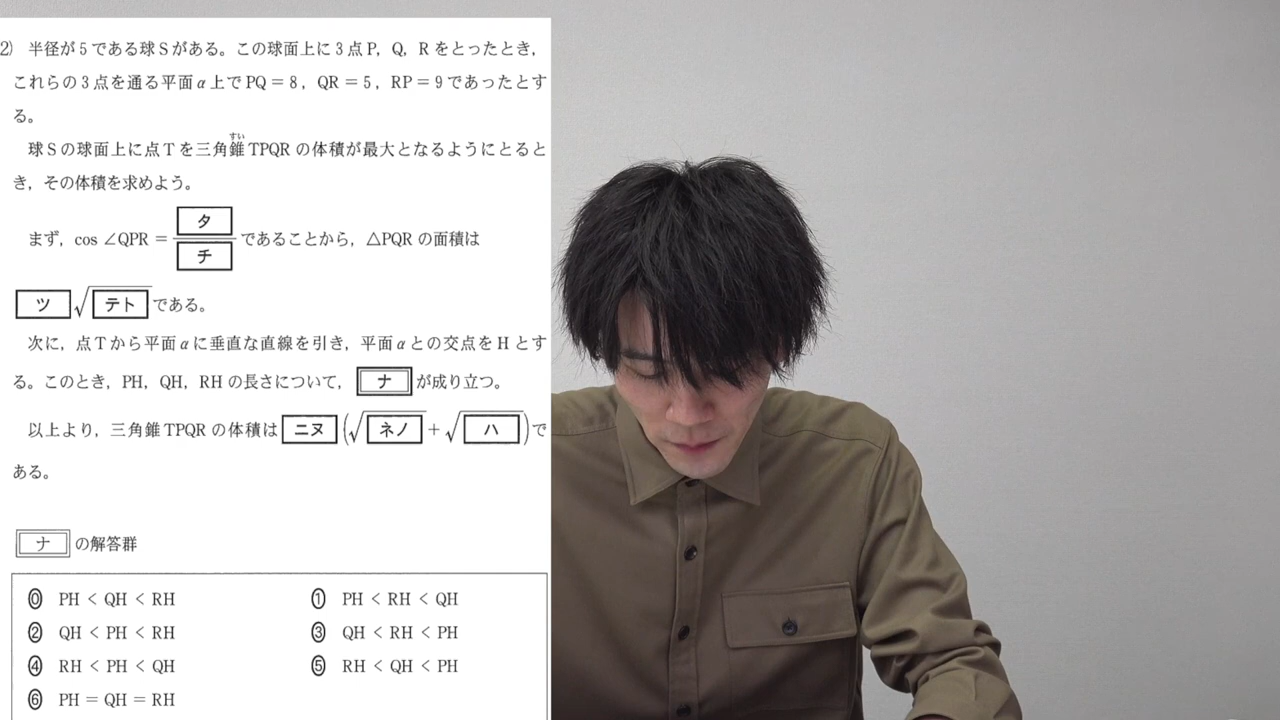 2) 半径が5である球Sがある。この球面上に3点P，Q，Rをとったとき，
これらの3点を通る平面α上でPQ＝8，QR＝5，RP＝9であったとす
る。
すい
球Sの球面上に点Tを三角錐TPQRの体積が最大となるようにとると
き，その体積を求めよう。
まず，cos∠QPR＝タ/チであることから，△PQRの面積は
ツ√テトである。
次に，点Tから平面αに垂直な直線を引き，平面αとの交点をHとす
る。このとき，PH，QH，RHの長さについて，ナが成り立つ。
以上より，三角錐TPQRの体積はニヌ(√ネノ＋√ハ)で
ある。
ナの解答群
⓪ PH < QH < RH ① PH < RH < QH
② QH < PH < RH ③ QH < RH < PH
④ RH < PH < QH ⑤ RH < QH < PH
⑥ PH = QH = RH